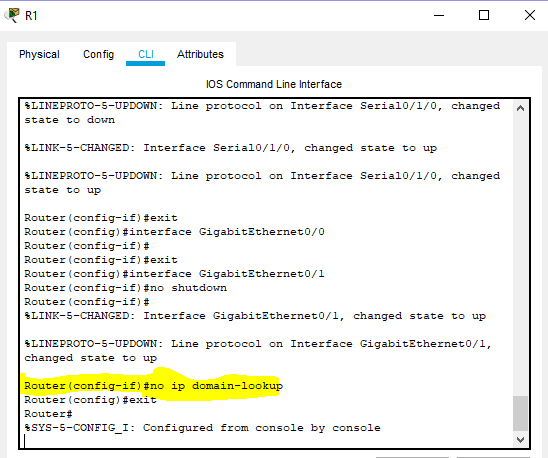 R1
Physical Config CLI Attributes
IOS Command Line Interface
%LINEPROTO-5-UPDOWN: Line protocol on Interface Serial0/1/0, changed
state to down
%LINK-5-CHANGED: Interface Serial0/1/0, changed state to up
%LINEPROTO-5-UPDOWN: Line protocol on Interface Serial0/1/0, changed
state to up
Router(config-if)#exit
Router(config)#interface GigabitEthernet0/0
Router(config-if)#
Router(config-if)#exit
Router(config)#interface GigabitEthernet0/1
Router(config-if)#no shutdown
Router(config-if)#
%LINK-5-CHANGED: Interface GigabitEthernet0/1, changed state to up
%LINEPROTO-5-UPDOWN: Line protocol on Interface GigabitEthernet0/1,
changed state to up
Router(config-if)#no ip domain-lookup
Router(config)#exit
Router#
%SYS-5-CONFIG_I: Configured from console by console